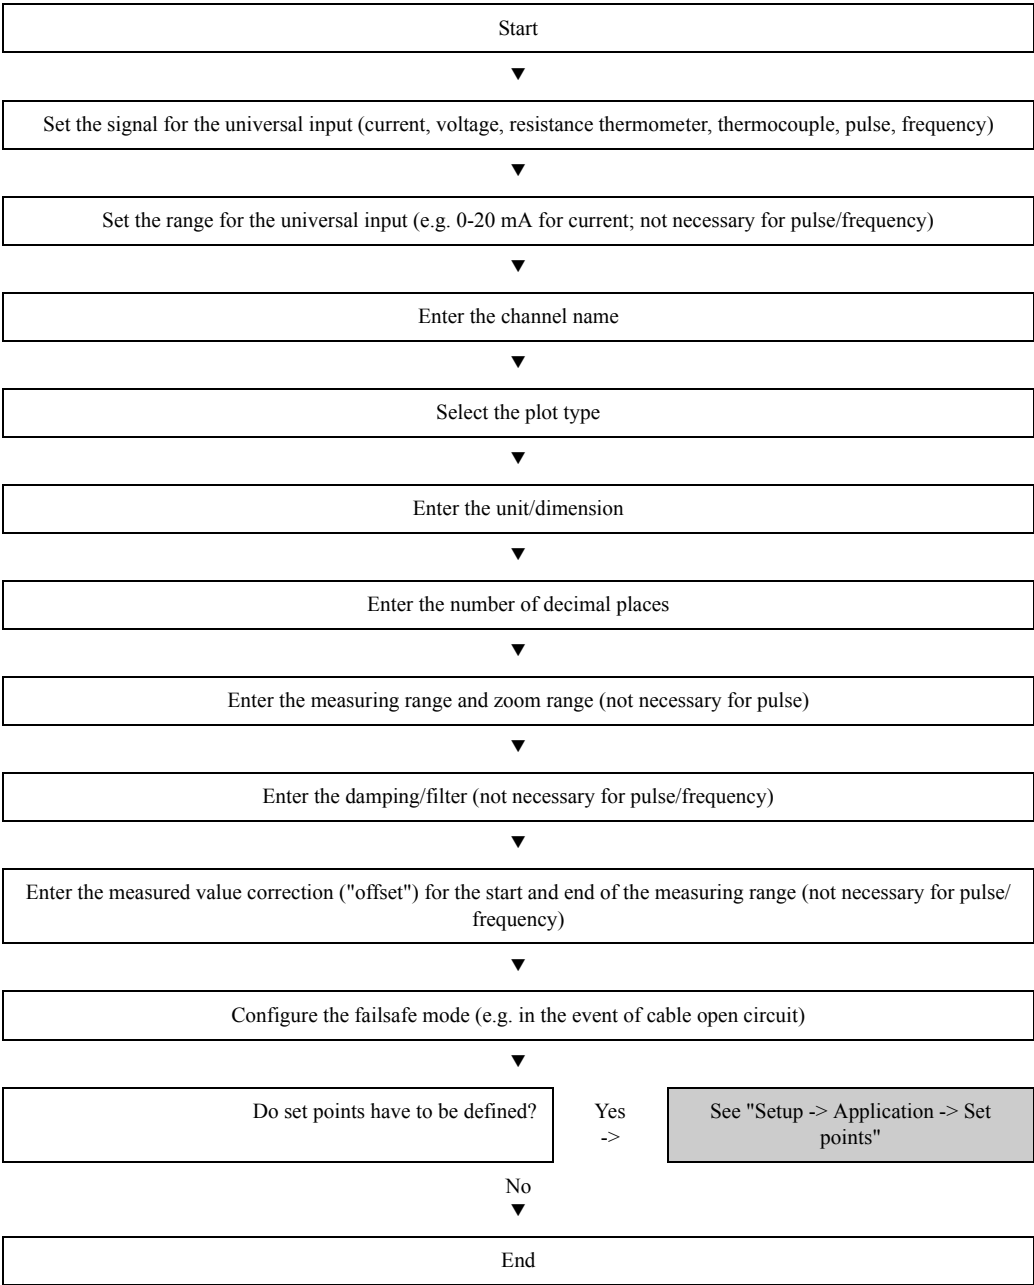 Start
▼
Set the signal for the universal input (current, voltage, resistance thermometer, thermocouple, pulse, frequency)
▼
Set the range for the universal input (e.g. 0-20 mA for current; not necessary for pulse/frequency)
▼
Enter the channel name
▼
Select the plot type
▼
Enter the unit/dimension
▼
Enter the number of decimal places
▼
Enter the measuring range and zoom range (not necessary for pulse)
▼
Enter the damping/filter (not necessary for pulse/frequency)
▼
Enter the measured value correction ("offset") for the start and end of the measuring range (not necessary for pulse/
frequency)
▼
Configure the failsafe mode (e.g. in the event of cable open circuit)
▼
Do set points have to be defined?
Yes
->
See "Setup -> Application -> Set
points"
No
▼
End